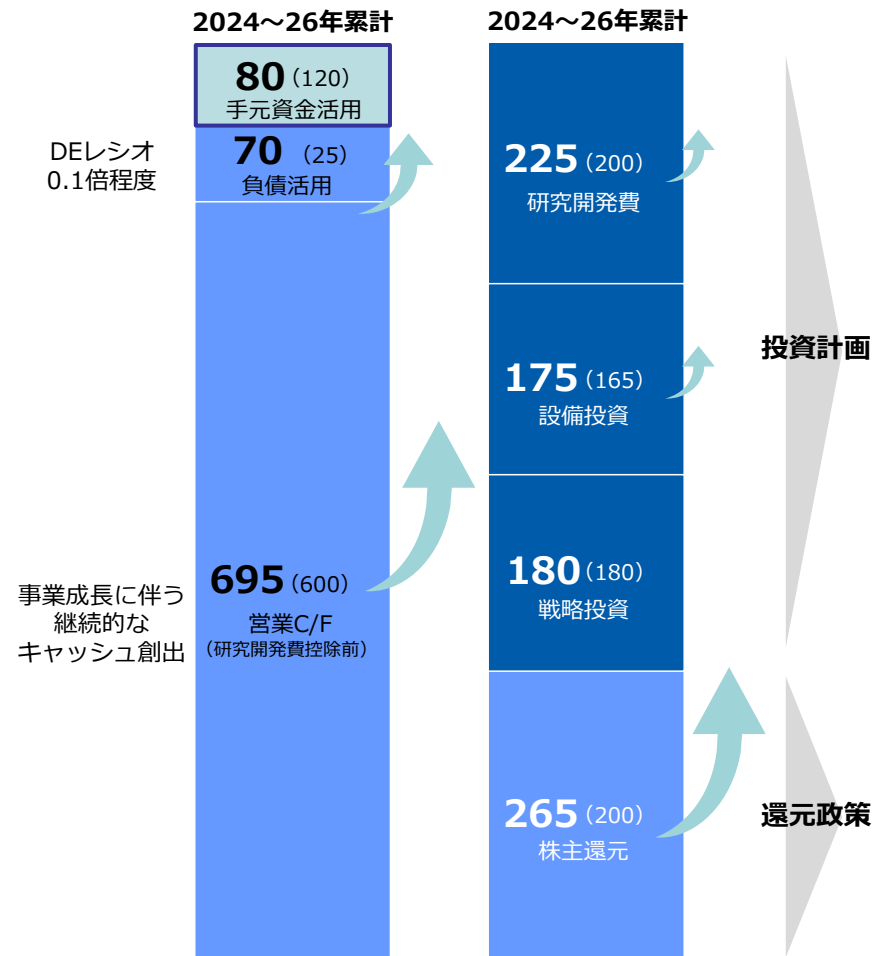 2024～26年累計
80（120）
手元資金活用
DEレシオ
0.1倍程度
70（25）
負債活用
事業成長に伴う
継続的な
キャッシュ創出
695（600）
営業C/F
（研究開発費控除前）
2024～26年累計
225（200）
研究開発費
175（165）
設備投資
180（180）
戦略投資
265（200）
株主還元
投資計画
還元政策